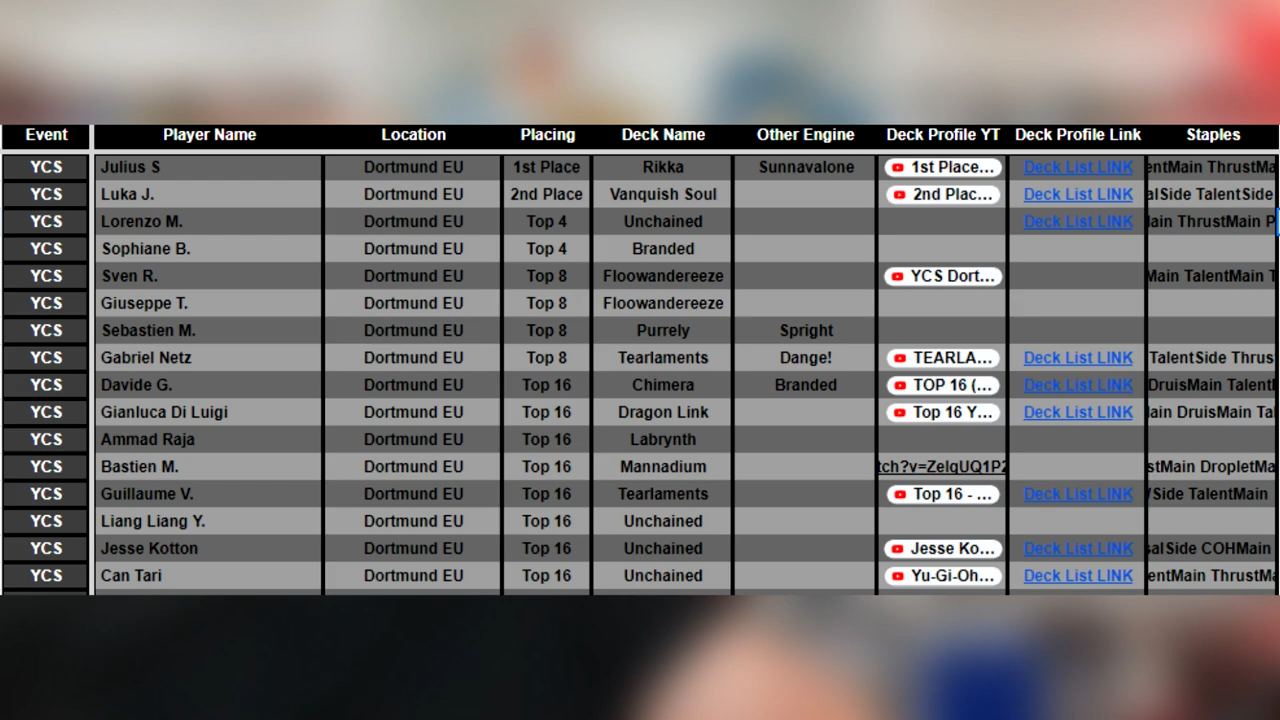 Event Player Name Location Placing Deck Name Other Engine Deck Profile YT Deck Profile Link Staples
YCS Julius S Dortmund EU 1st Place Rikka Sunnavalone 1st Place... Deck List LINK entMain ThrustMa
YCS Luka J. Dortmund EU 2nd Place Vanquish Soul 2nd Plac... Deck List LINK alSide TalentSide
YCS Lorenzo M. Dortmund EU Top 4 Unchained Deck List LINK lain ThrustMain P
YCS Sophiane B. Dortmund EU Top 4 Branded
YCS Sven R. Dortmund EU Top 8 Floowandereeze YCS Dort... Main TalentMain T
YCS Giuseppe T. Dortmund EU Top 8 Floowandereeze
YCS Sebastien M. Dortmund EU Top 8 Purrely Spright
YCS Gabriel Netz Dortmund EU Top 8 Tearlaments Dange! TEARLA... Deck List LINK TalentSide Thrus
YCS Davide G. Dortmund EU Top 16 Chimera Branded TOP 16 (... Deck List LINK DruisMain Talent
YCS Gianluca Di Luigi Dortmund EU Top 16 Dragon Link Top 16 Y... Deck List LINK lain DruisMain Ta
YCS Ammad Raja Dortmund EU Top 16 Labrynth
YCS Bastien M. Dortmund EU Top 16 Mannadium tch?v=ZelgUQ1P2 stMain DropletMa
YCS Guillaume V. Dortmund EU Top 16 Tearlaments Top 16 - ... Deck List LINK /Side TalentMain
YCS Liang Liang Y. Dortmund EU Top 16 Unchained
YCS Jesse Kotton Dortmund EU Top 16 Unchained Jesse Ko... Deck List LINK salSide COHMain
YCS Can Tari Dortmund EU Top 16 Unchained Yu-Gi-Oh... Deck List LINK entMain ThrustMa